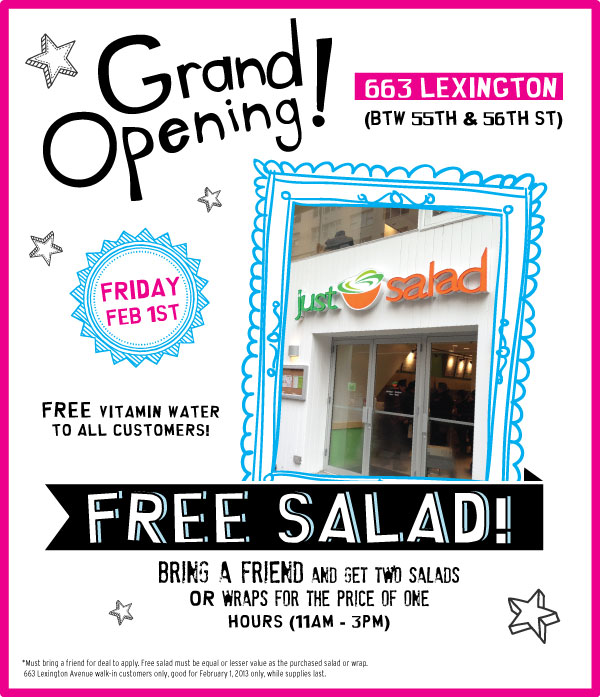 Grand
Opening!
663 LEXINGTON
(BTW 55TH & 56TH ST)
just salad
FRIDAY
FEB 1ST
FREE VITAMIN WATER
TO ALL CUSTOMERS!
FREE SALAD!
BRING A FRIEND AND GET TWO SALADS
OR WRAPS FOR THE PRICE OF ONE
HOURS (11AM - 3PM)
*Must bring a friend for deal to apply. Free salad must be equal or lesser value as the purchased salad or wrap.
663 Lexington Avenue walk-in customers only, good for February 1, 2013 only, while supplies last.